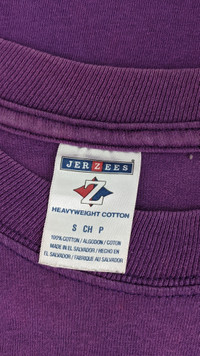 JERZEES
Z
HEAVYWEIGHT COTTON
S CH P
100% COTTON / ALGODON / COTON
MADE IN EL SALVADOR / HECHO EN
EL SALVADOR / FABRIQUE AU SALVADOR